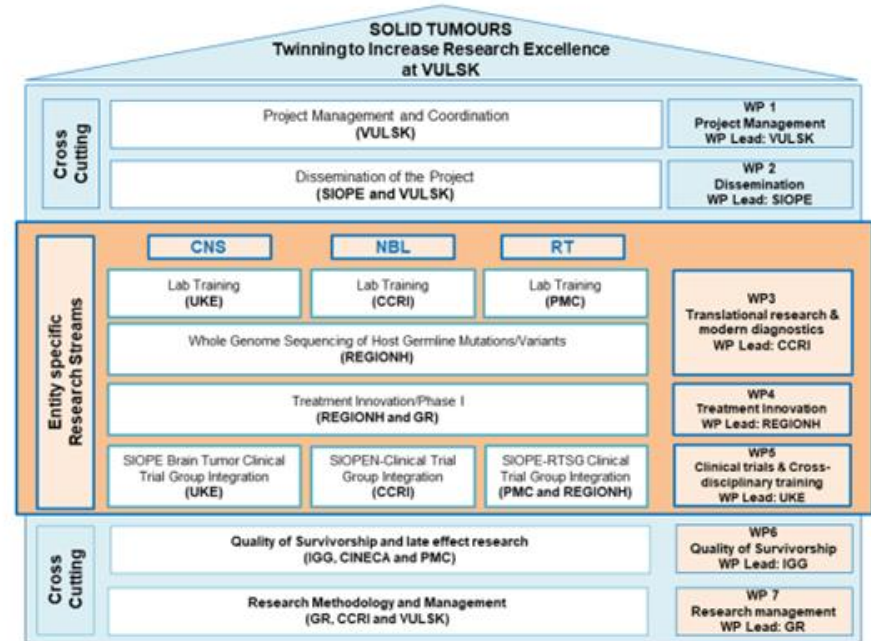 SOLID TUMOURS
Twinning to Increase Research Excellence
at VULSK
Cross
Cutting
Project Management and Coordination
(VULSK)
WP 1
Project Management
WP Lead: VULSK
Dissemination of the Project
(SIOPE and VULSK)
WP 2
Dissemination
WP Lead: SIOPE
Entity specific
Research Streams
CNS
NBL
RT
Lab Training
(UKE)
Lab Training
(CCRI)
Lab Training
(PMC)
Whole Genome Sequencing of Host Germline Mutations/Variants
(REGIONH)
WP3
Translational research &
modern diagnostics
WP Lead: CCRI
Treatment Innovation/Phase I
(REGIONH and GR)
WP4
Treatment Innovation
WP Lead: REGIONH
SIOPE Brain Tumor Clinical
Trial Group Integration
(UKE)
SIOPEN-Clinical Trial
Group Integration
(CCRI)
SIOPE-RTSG Clinical
Trial Group Integration
(PMC and REGIONH)
WP5
Clinical trials & Cross-
disciplinary training
WP Lead: UKE
Cross
Cutting
Quality of Survivorship and late effect research
(IGG, CINECA and PMC)
WP6
Quality of Survivorship
WP Lead: IGG
Research Methodology and Management
(GR, CCRI and VULSK)
WP 7
Research management
WP Lead: GR